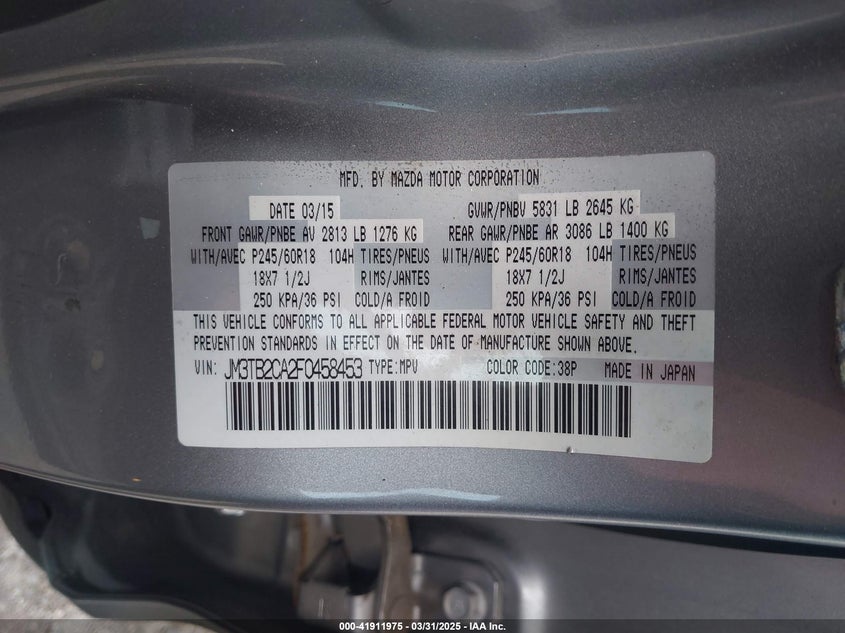 MFD. BY MAZDA MOTOR CORPORATION
DATE 03/15 GVWR/PNBV 5831 LB 2645 KG
FRONT GAWR/PNBE AV 2813 LB 1276 KG REAR GAWR/PNBE AR 3086 LB 1400 KG
WITH/AVEC P245/60R18 104H TIRES/PNEUS WITH/AVEC P245/60R18 104H TIRES/PNEUS
18X7 1/2J RIMS/JANTES 18X7 1/2J RIMS/JANTES
250 KPA/36 PSI COLD/A FROID 250 KPA/36 PSI COLD/A FROID
THIS VEHICLE CONFORMS TO ALL APPLICABLE FEDERAL MOTOR VEHICLE SAFETY AND THEFT
PREVENTION STANDARDS IN EFFECT ON THE DATE OF MANUFACTURE SHOWN ABOVE.
VIN: JM3TB2CA2F0458453 TYPE:MPV COLOR CODE:38P MADE IN JAPAN
000-41911975 - 03/31/2025 - IAA Inc.